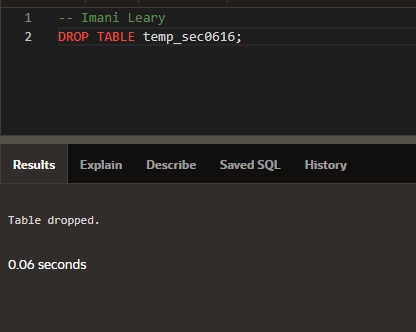 1 -- Imani Leary
2 DROP TABLE temp_sec0616;
Results Explain Describe Saved SQL History
Table dropped.
0.06 seconds